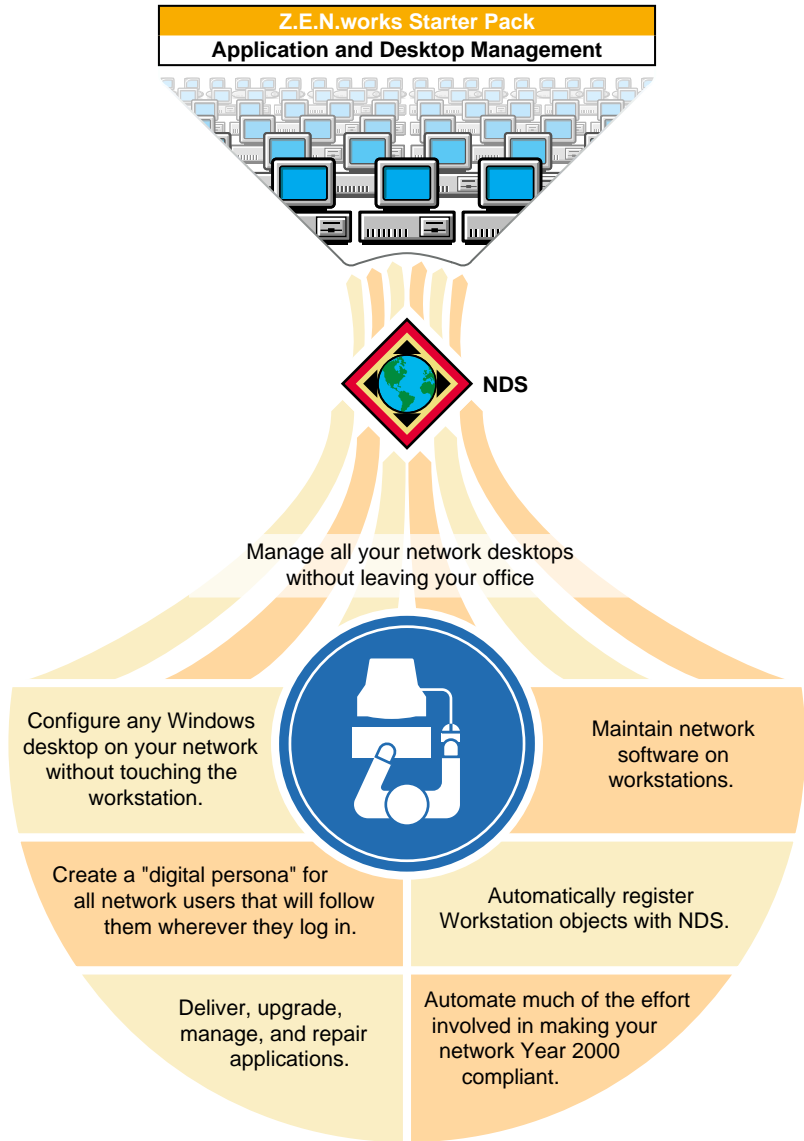 Z.E.N.works Starter Pack
Application and Desktop Management
NDS
Manage all your network desktops
without leaving your office
Configure any Windows
desktop on your network
without touching the
workstation.
Maintain network
software on
workstations.
Create a "digital persona" for
all network users that will follow
them wherever they log in.
Automatically register
Workstation objects with NDS.
Deliver, upgrade,
manage, and repair
applications.
Automate much of the effort
involved in making your
network Year 2000
compliant.